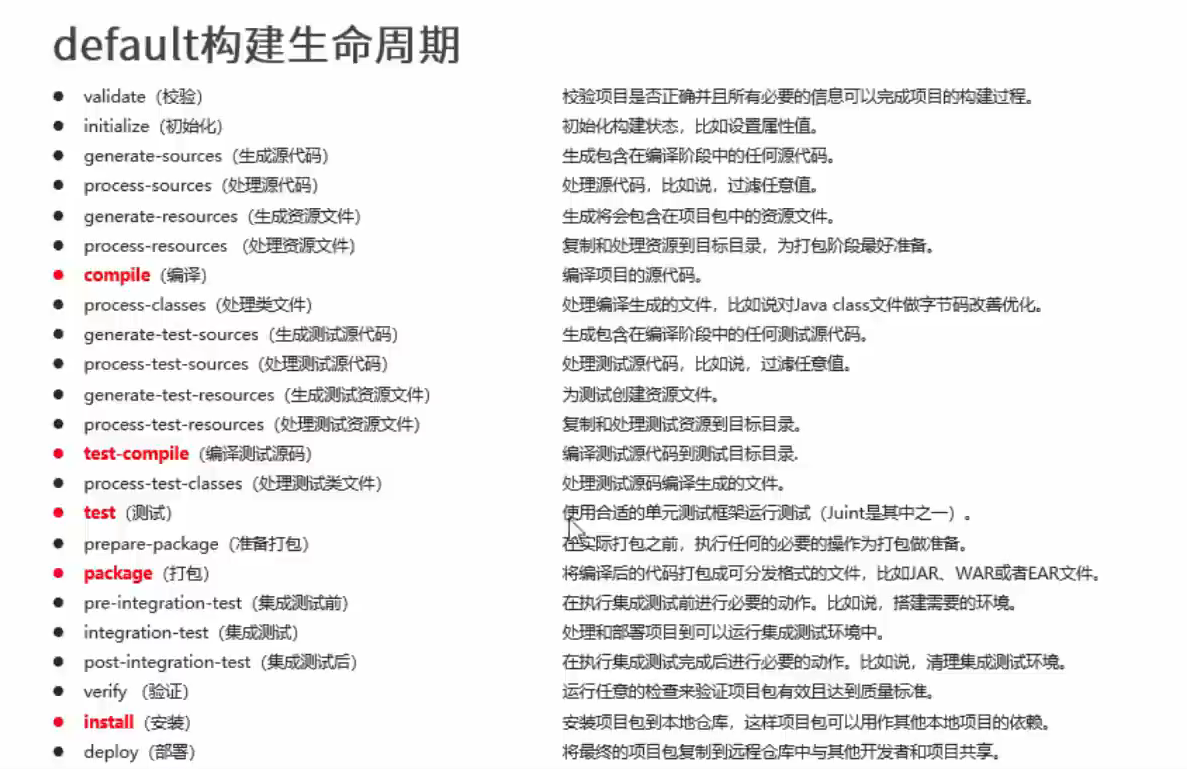 default构建生命周期
● validate（校验） 校验项目是否正确并且所有必要的信息可以完成项目的构建过程。
● initialize（初始化） 初始化构建状态，比如设置属性值。
● generate-sources（生成源代码） 生成包含在编译阶段中的任何源代码。
● process-sources（处理源代码） 处理源代码，比如说，过滤任意值。
● generate-resources（生成资源文件） 生成将会包含在项目包中的资源文件。
● process-resources （处理资源文件） 复制和处理资源到目标目录，为打包阶段最好准备。
● compile（编译） 编译项目的源代码。
● process-classes（处理类文件） 处理编译生成的文件，比如说对Java class文件做字节码改善优化。
● generate-test-sources（生成测试源代码） 生成包含在编译阶段中的任何测试源代码。
● process-test-sources（处理测试源代码） 处理测试源代码，比如说，过滤任意值。
● generate-test-resources（生成测试资源文件） 为测试创建资源文件。
● process-test-resources（处理测试资源文件） 复制和处理测试资源到目标目录。
● test-compile（编译测试源码） 编译测试源代码到测试目标目录.
● process-test-classes（处理测试类文件） 处理测试源码编译生成的文件。
● test（测试） 使用合适的单元测试框架运行测试（Juint是其中之一）。
● prepare-package（准备打包） 在实际打包之前，执行任何的必要的操作为打包做准备。
● package（打包） 将编译后的代码打包成可分发格式的文件，比如JAR、WAR或者EAR文件。
● pre-integration-test（集成测试前） 在执行集成测试前进行必要的动作。比如说，搭建需要的环境。
● integration-test（集成测试） 处理和部署项目到可以运行集成测试环境中。
● post-integration-test（集成测试后） 在执行集成测试完成后进行必要的动作。比如说，清理集成测试环境。
● verify （验证） 运行任意的检查来验证项目包有效且达到质量标准。
● install（安装） 安装项目包到本地仓库，这样项目包可以用作其他本地项目的依赖。
● deploy（部署） 将最终的项目包复制到远程仓库中与其他开发者和项目共享。